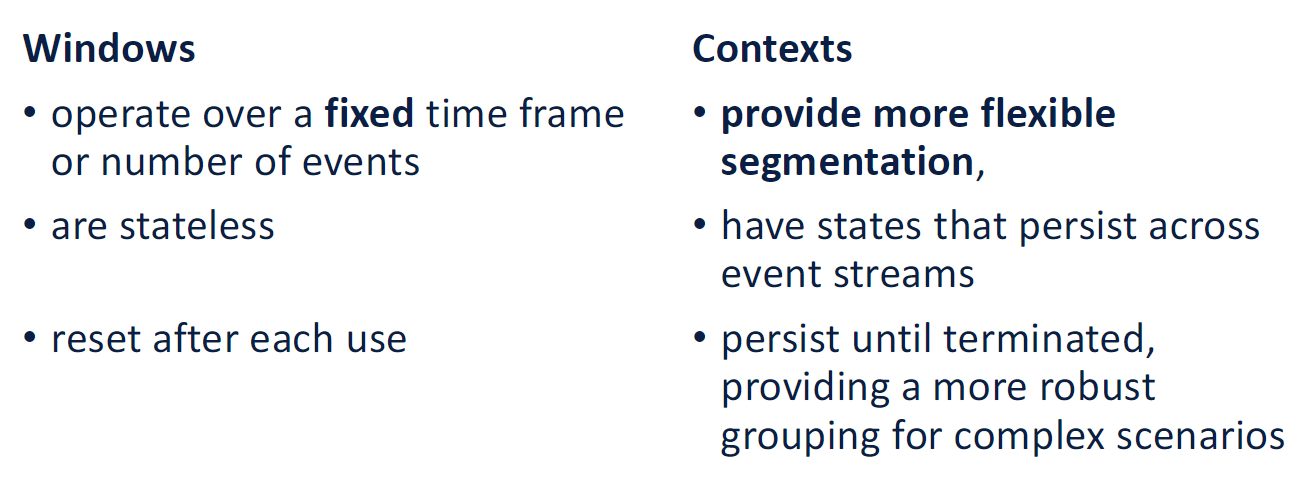 Windows
• operate over a fixed time frame
or number of events
• are stateless
• reset after each use
Contexts
• provide more flexible
segmentation,
• have states that persist across
event streams
• persist until terminated,
providing a more robust
grouping for complex scenarios